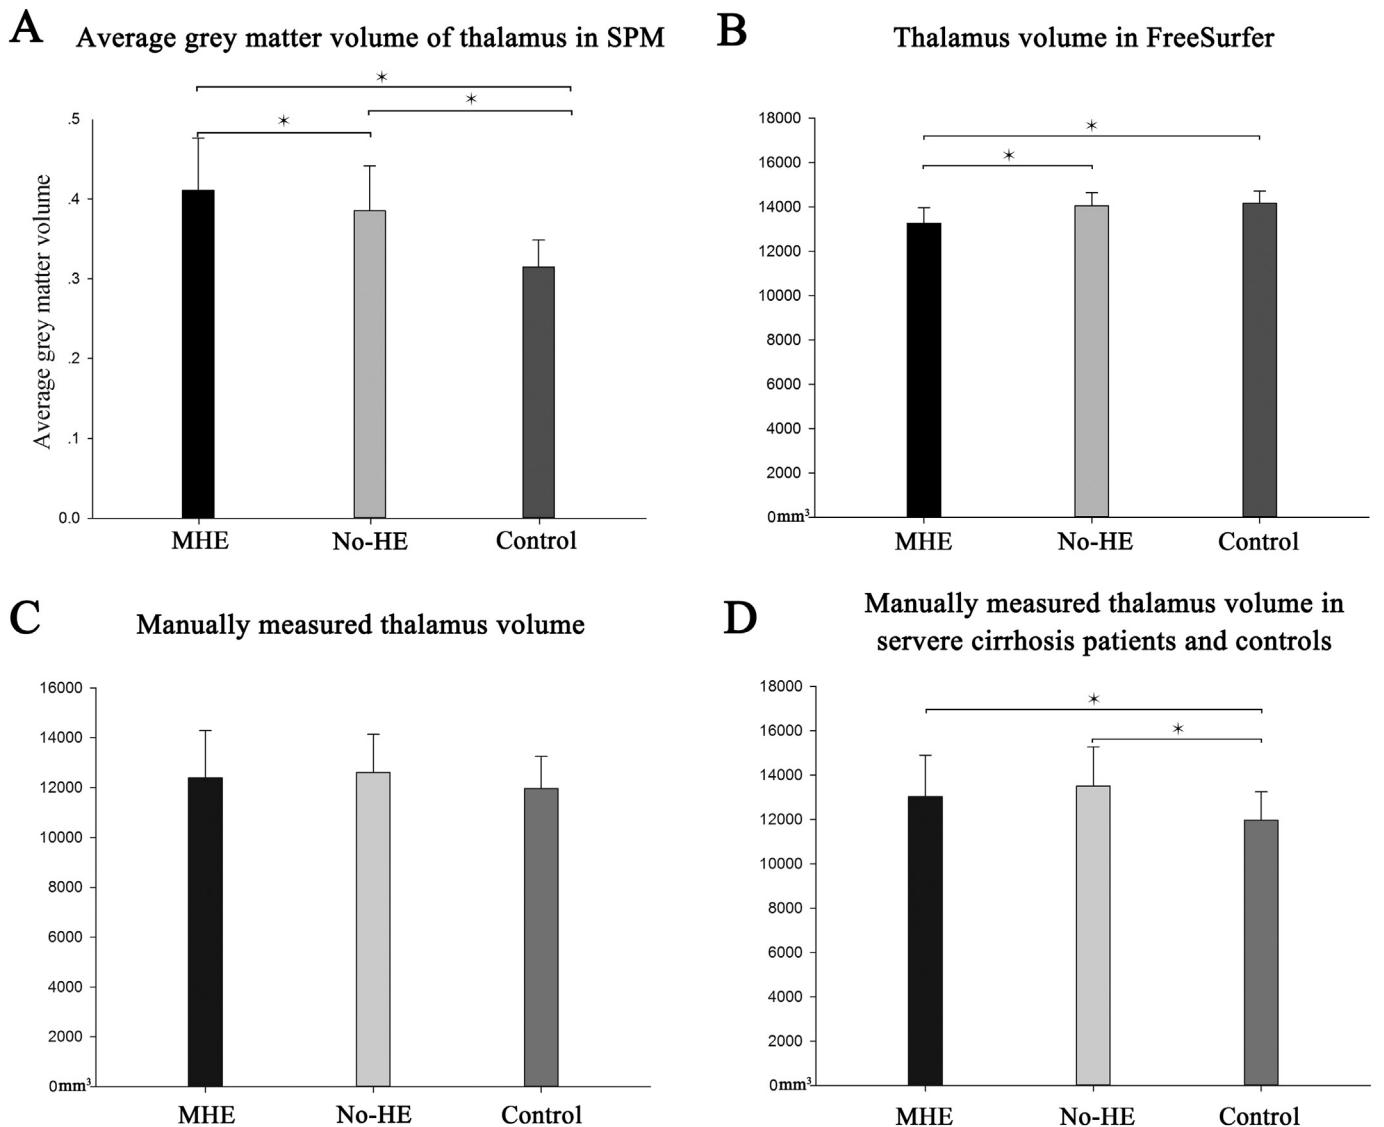 A
Average grey matter volume of thalamus in SPM
*
*
*
Average grey matter volume
.5
.4
.3
.2
.1
0.0
MHE No-HE Control
B
Thalamus volume in FreeSurfer
*
*
18000
16000
14000
12000
10000
8000
6000
4000
2000
0mm³
MHE No-HE Control
C
Manually measured thalamus volume
16000
14000
12000
10000
8000
6000
4000
2000
0mm³
MHE No-HE Control
D
Manually measured thalamus volume in
servere cirrhosis patients and controls
*
*
18000
16000
14000
12000
10000
8000
6000
4000
2000
0mm³
MHE No-HE Control